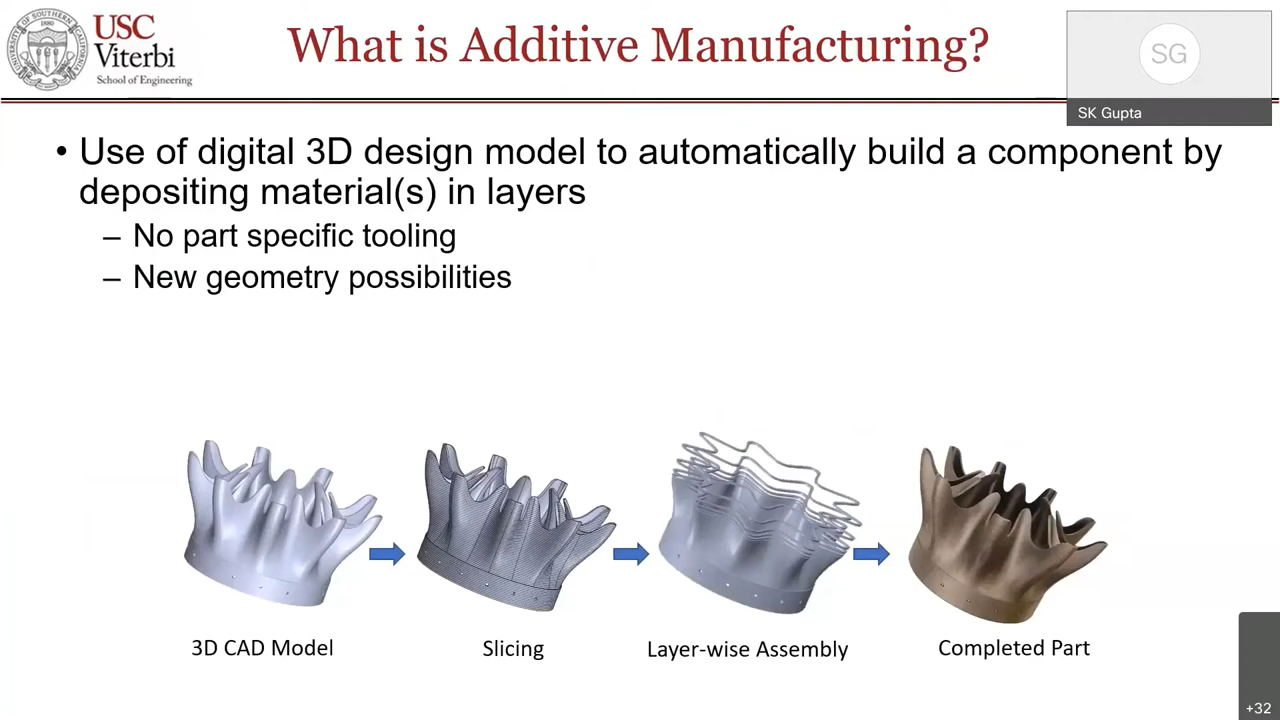 USC
Viterbi
School of Engineering
What is Additive Manufacturing?
SG
SK Gupta
• Use of digital 3D design model to automatically build a component by
depositing material(s) in layers
– No part specific tooling
– New geometry possibilities
3D CAD Model
Slicing
Layer-wise Assembly
Completed Part
+32